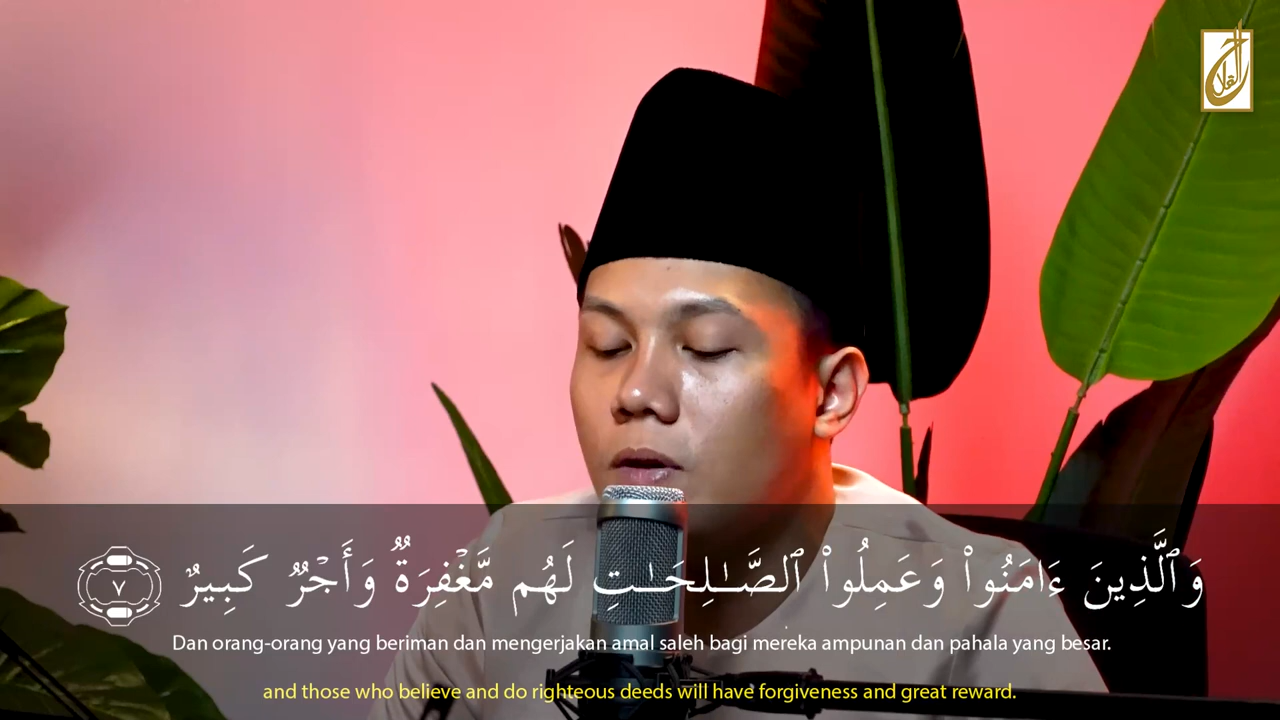 العلا
وَٱلَّذِينَ ءَامَنُوا۟ وَعَمِلُوا۟ ٱلصَّـٰلِحَـٰتِ لَهُم مَّغْفِرَةٌ وَأَجْرٌ كَبِيرٌ ٧
Dan orang-orang yang beriman dan mengerjakan amal saleh bagi mereka ampunan dan pahala yang besar.
and those who believe and do righteous deeds will have forgiveness and great reward.